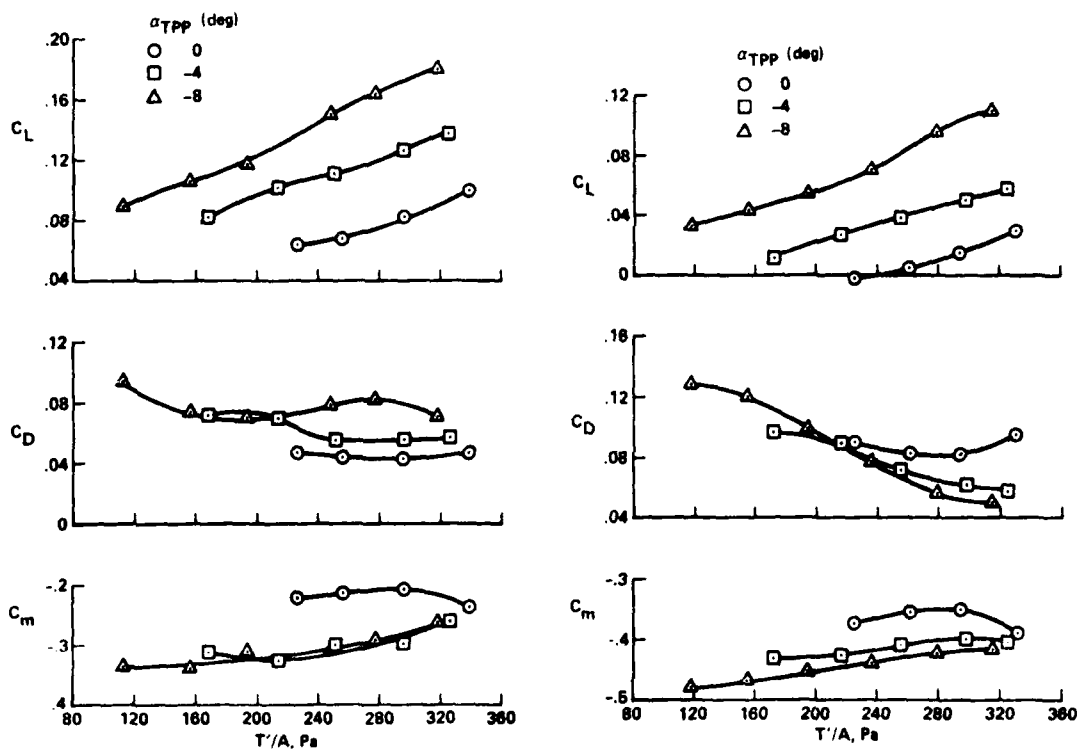 α_TPP (deg)
0
-4
-8
.20
.16
C_L
.12
.08
.04
.12
.08
C_D
.04
0
-.2
C_m
-.3
.4
80 120 160 200 240 280 320 360
T'/A, Pa
α_TPP (deg)
0
-4
-8
0.12
.08
C_L
0.04
0
.16
.12
C_D
.08
.04
-.3
C_m
-.4
-.5
80 120 160 200 240 280 320 360
T'/A, Pa